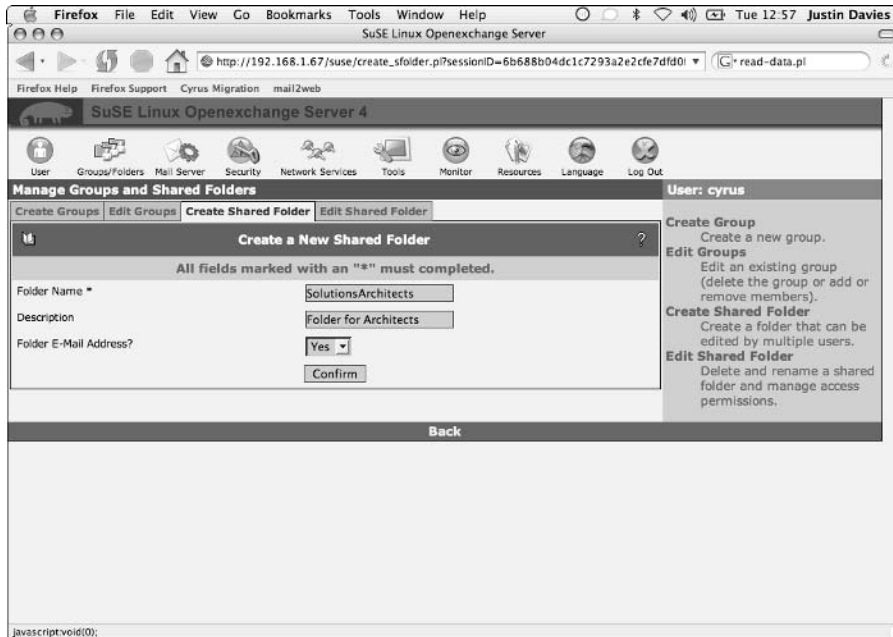 Firefox File Edit View Go Bookmarks Tools Window Help Tue 12:57 Justin Davies
SuSE Linux Openexchange Server
http://192.168.1.67/suse/create_sfolder.pl?sessionID=6b688b04dc1c7293a2e2cfe7dfd0 G read-data.pl
Firefox Help Firefox Support Cyrus Migration mail2web
SuSE Linux Openexchange Server 4
User Groups/Folders Mail Server Security Network Services Tools Monitor Resources Language Log Out
Manage Groups and Shared Folders
User: cyrus
Create Groups Edit Groups Create Shared Folder Edit Shared Folder
Create a New Shared Folder ?
All fields marked with an "*" must completed.
Folder Name * SolutionsArchitects
Description Folder for Architects
Folder E-Mail Address? Yes
Confirm
Create Group
Create a new group.
Edit Groups
Edit an existing group
(delete the group or add or
remove members).
Create Shared Folder
Create a folder that can be
edited by multiple users.
Edit Shared Folder
Delete and rename a shared
folder and manage access
permissions.
Back
javascript:void(0);